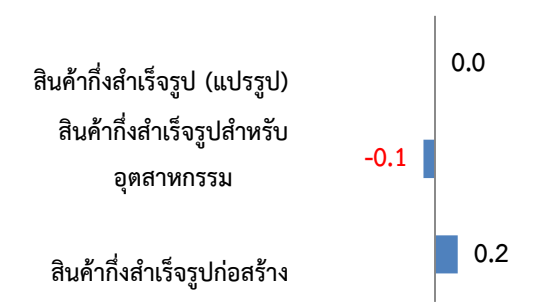 0.0
สินค้ากึ่งสำเร็จรูป (แปรรูป)
สินค้ากึ่งสำเร็จรูปสำหรับ
อุตสาหกรรม
-0.1
0.2
สินค้ากึ่งสำเร็จรูปก่อสร้าง